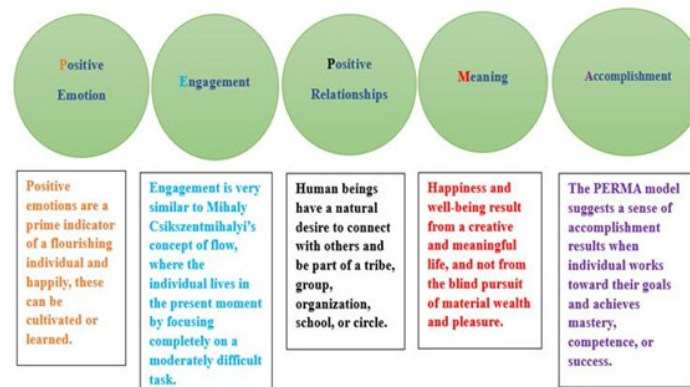 Positive
Emotion
Engagement
Positive
Relationships
Meaning
Accomplishment
Positive
emotions are a
prime indicator
of a flourishing
individual and
happily, these
can be
cultivated or
learned.
Engagement is very
similar to Mihaly
Csikszentmihalyi's
concept of flow,
where the
individual lives in
the present moment
by focusing
completely on a
moderately difficult
task.
Human beings
have a natural
desire to connect
with others and
be part of a tribe,
group,
organization,
school, or circle.
Happiness and
well-being result
from a creative
and meaningful
life, and not from
the blind pursuit
of material wealth
and pleasure.
The PERMA model
suggests a sense of
accomplishment
results when
individual works
toward their goals
and achieves
mastery,
competence, or
success.